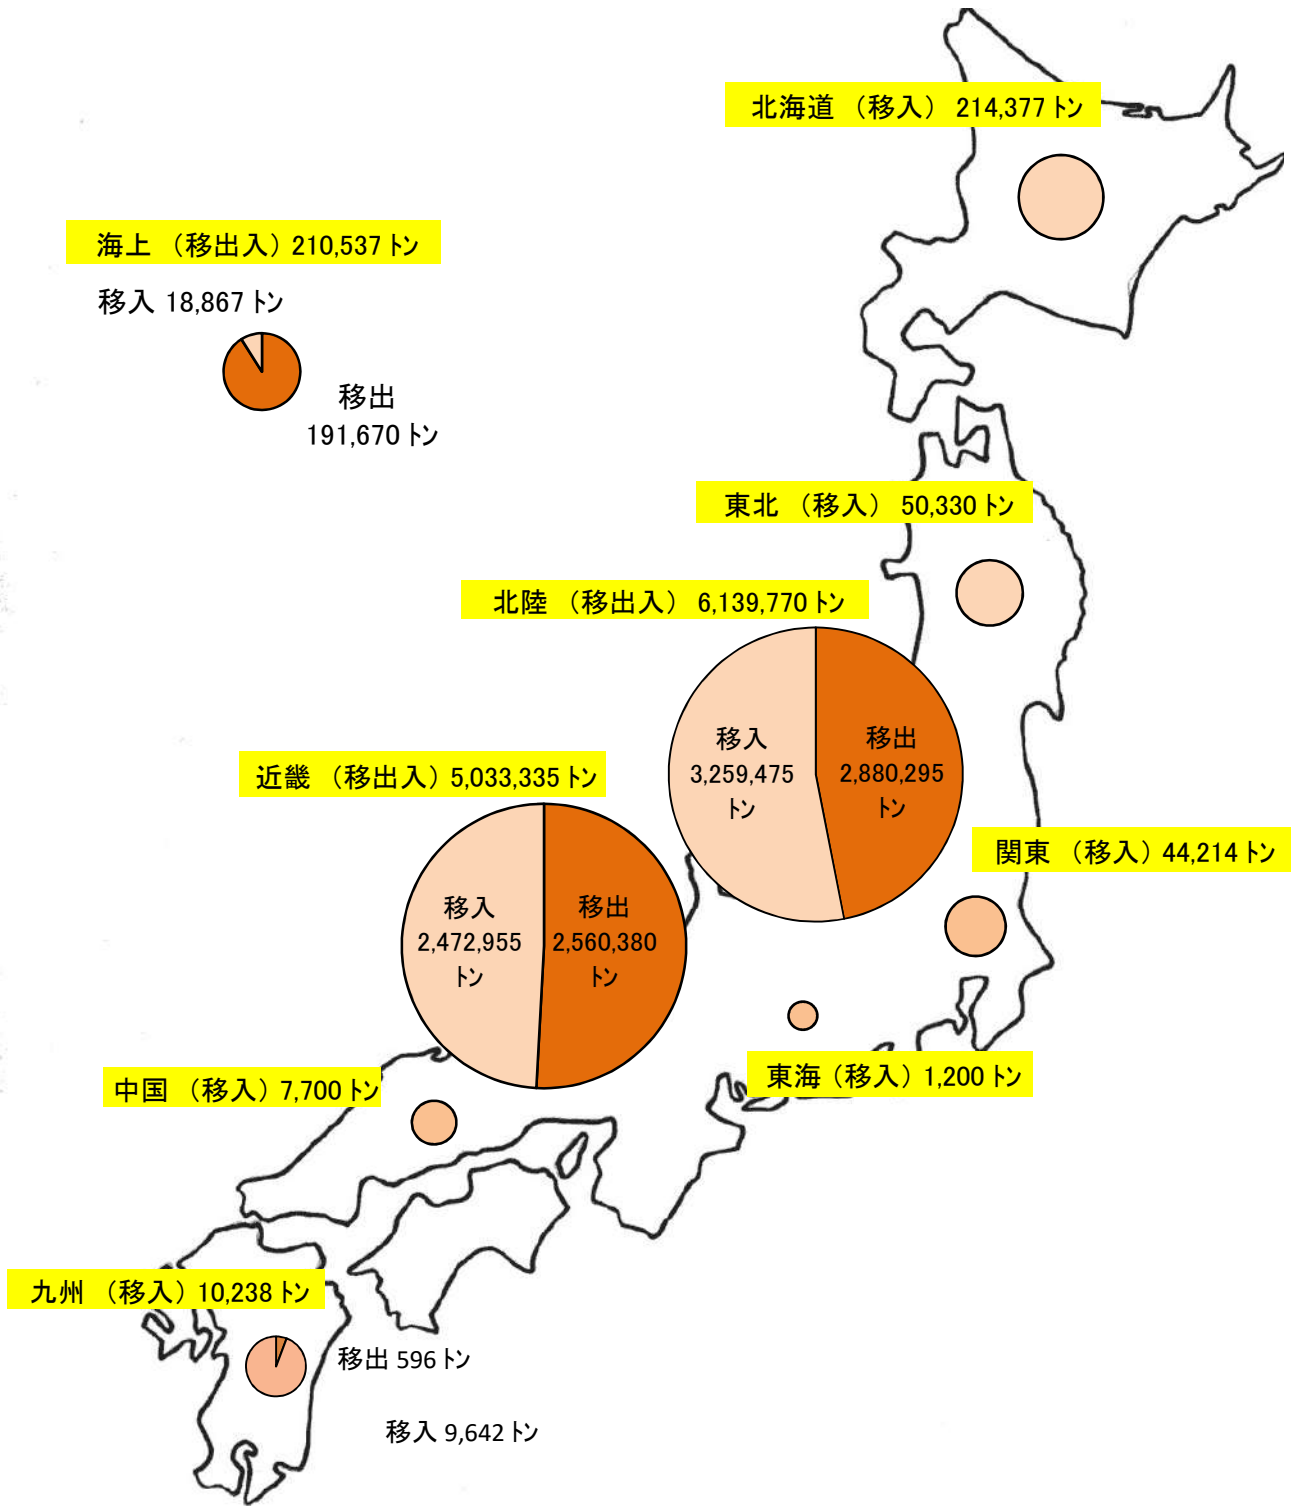 北海道 （移入） 214,377 トン
海上 （移出入） 210,537 トン
移入 18,867 トン
移出
191,670 トン
東北 （移入） 50,330 トン
北陸 （移出入） 6,139,770 トン
移入
3,259,475
トン
移出
2,880,295
トン
近畿 （移出入） 5,033,335 トン
移入
2,472,955
トン
移出
2,560,380
トン
関東 （移入） 44,214 トン
東海 （移入） 1,200 トン
中国 （移入） 7,700 トン
九州 （移入） 10,238 トン
移出 596 トン
移入 9,642 トン